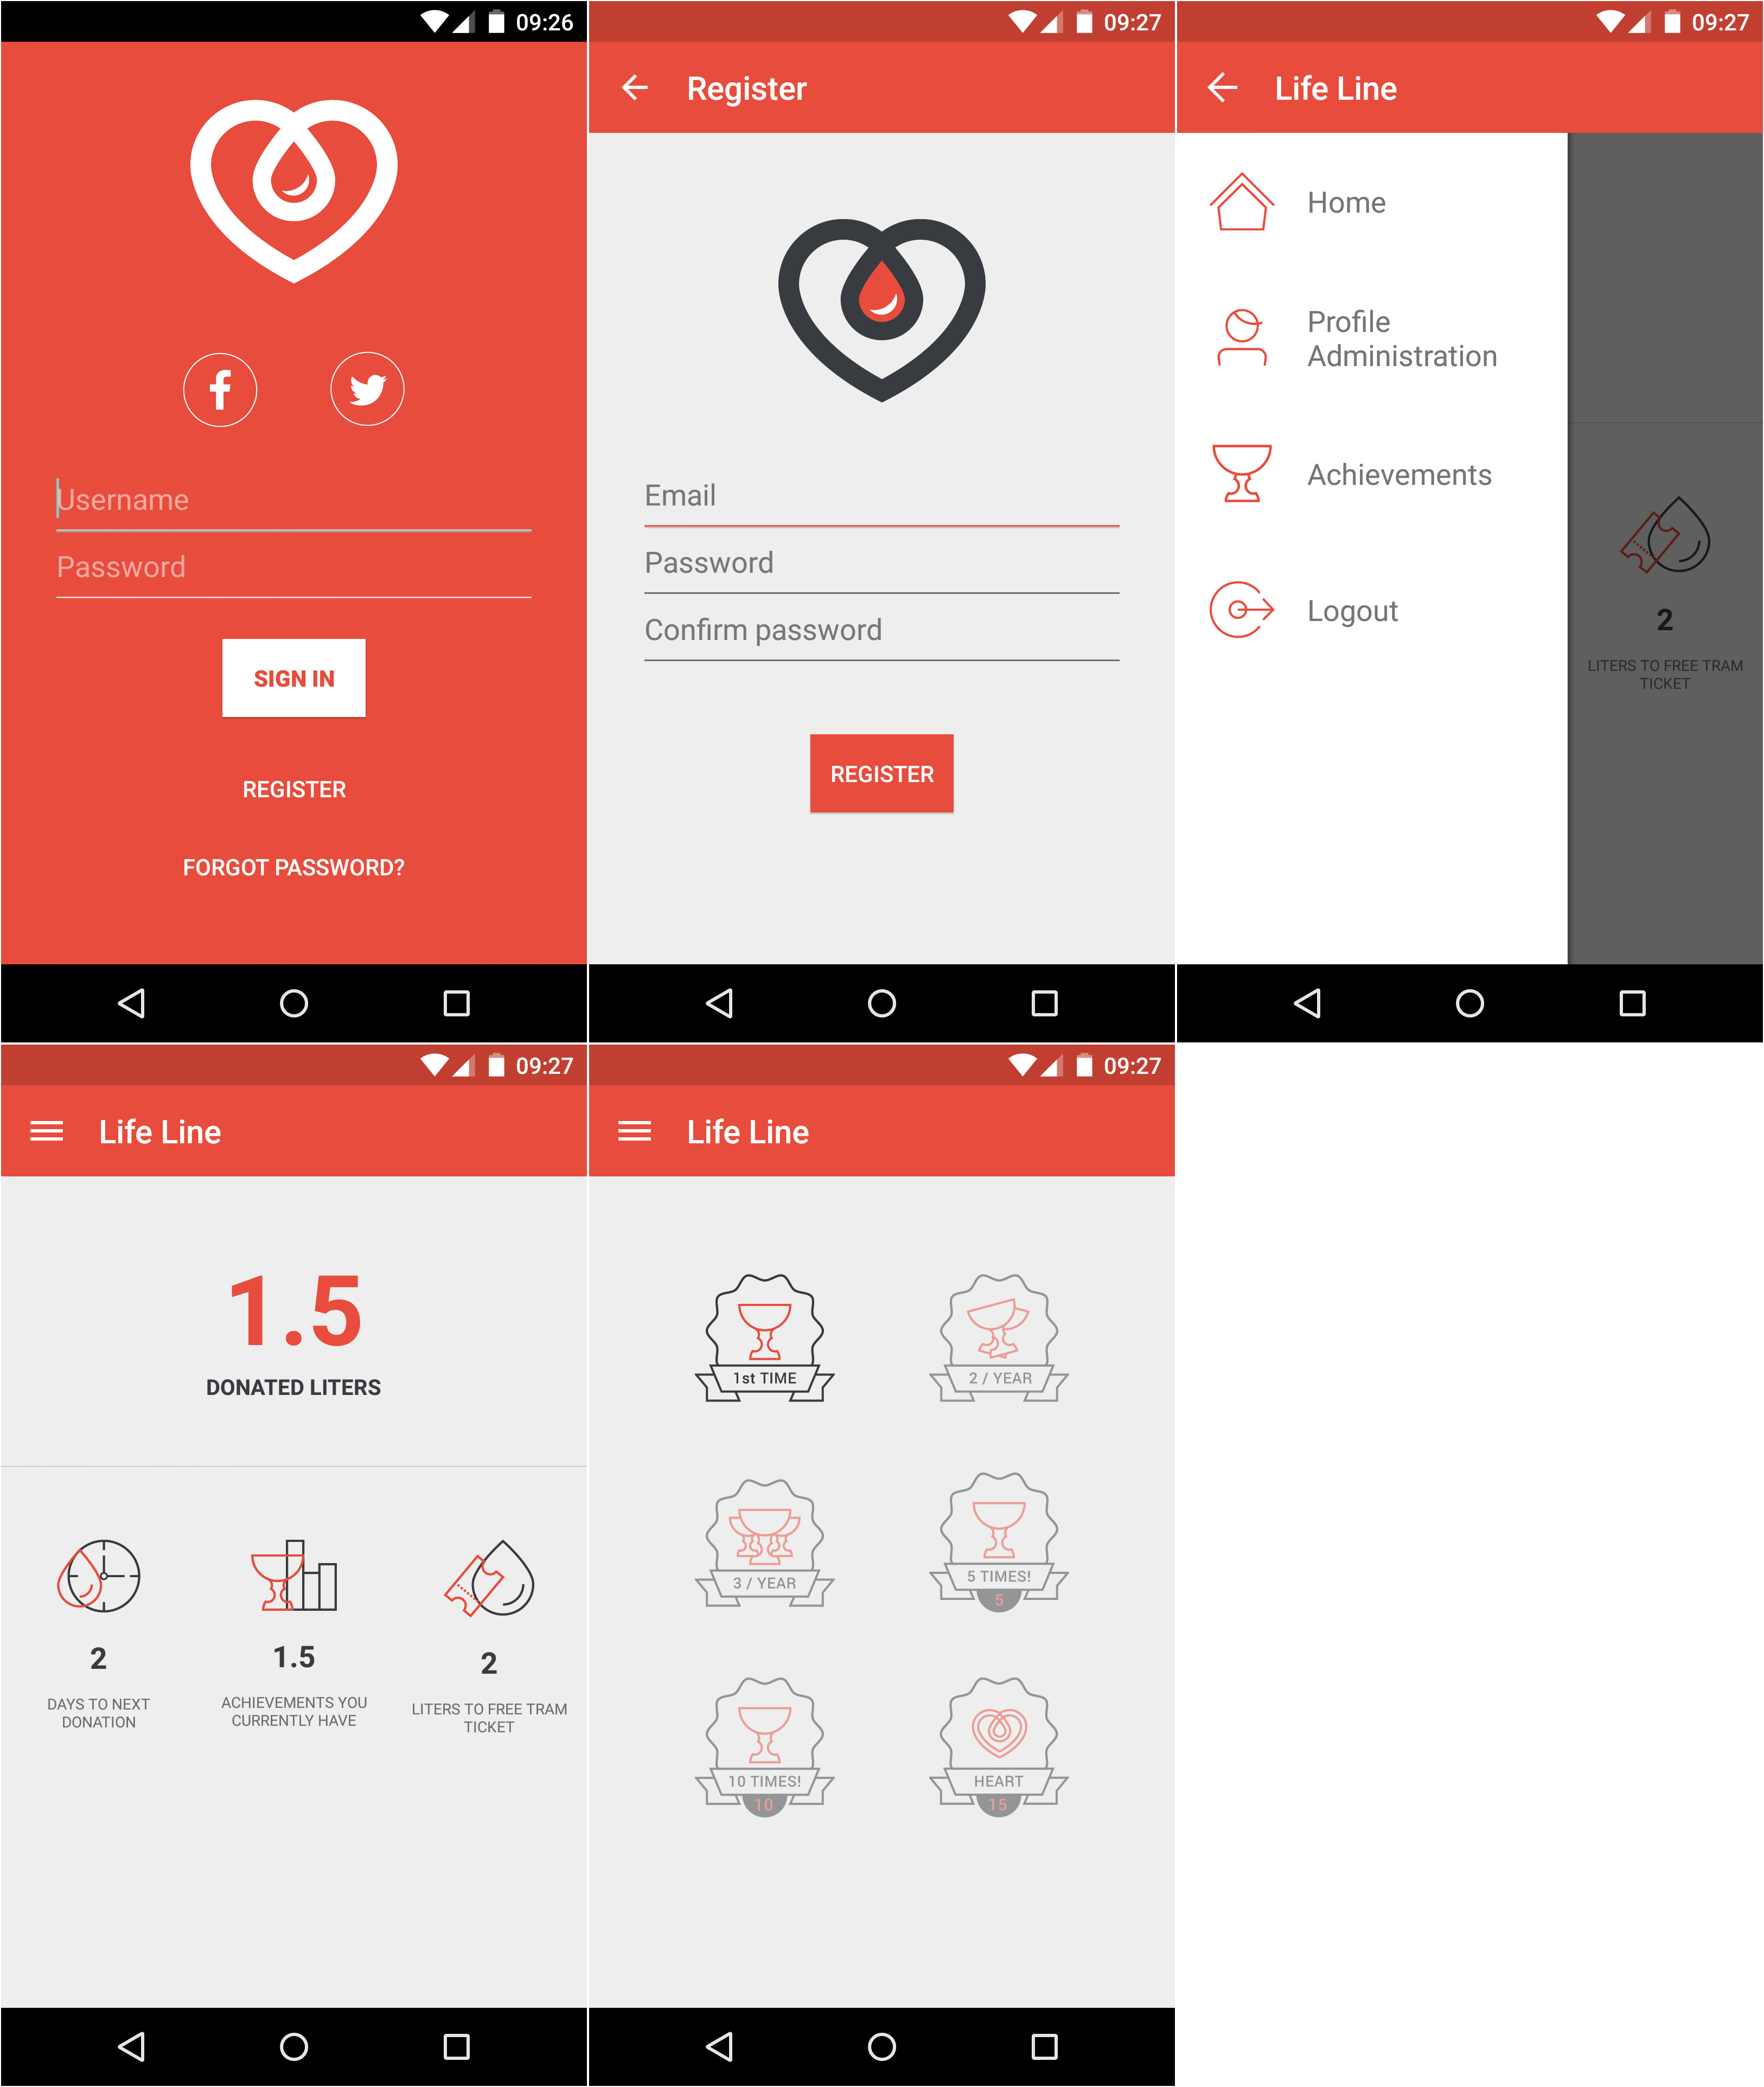 09:26
Username
Password
SIGN IN
REGISTER
FORGOT PASSWORD?
09:27
Register
Email
Password
Confirm password
REGISTER
09:27
Life Line
Home
Profile
Administration
Achievements
Logout
2
LITERS TO FREE TRAM
TICKET
09:27
Life Line
1.5
DONATED LITERS
2
DAYS TO NEXT
DONATION
1.5
ACHIEVEMENTS YOU
CURRENTLY HAVE
2
LITERS TO FREE TRAM
TICKET
09:27
Life Line
1st TIME
2 / YEAR
3 / YEAR
5 TIMES!
5
10 TIMES!
10
HEART
15